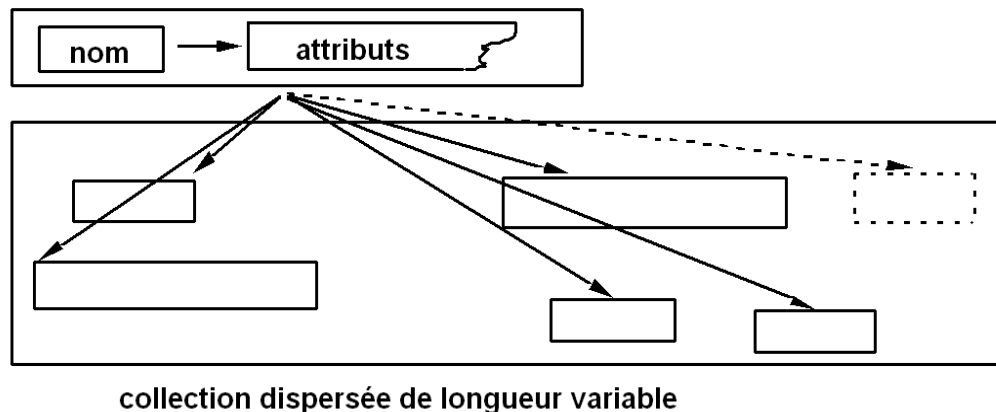 nom attributs
collection dispersée de longueur variable